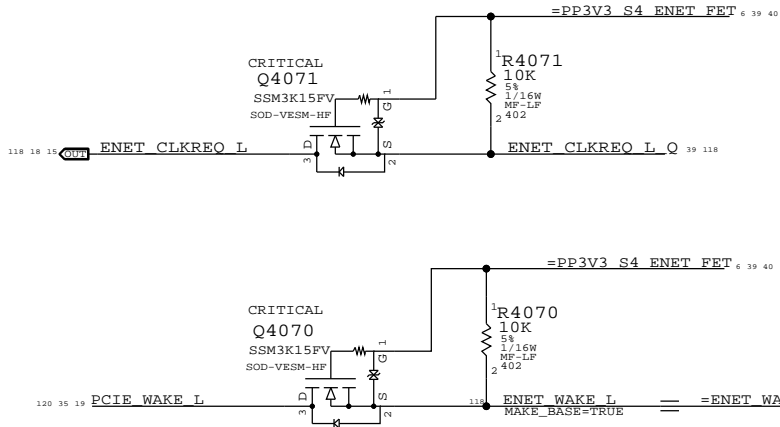 =PP3V3_S4_ENET_FET 6 39 40
CRITICAL
Q4071
SSM3K15FV
SOD-VESM-HF
1
R4071
10K
5%
1/16W
MF-LF
402
2
G 1
D
3
S
2
118 18 15 OUT ENET_CLKREQ_L
ENET_CLKREQ_L_Q 39 118
=PP3V3_S4_ENET_FET 6 39 40
CRITICAL
Q4070
SSM3K15FV
SOD-VESM-HF
1
R4070
10K
5%
1/16W
MF-LF
402
2
G 1
D
3
S
2
120 35 19 PCIE_WAKE_L
118 ENET_WAKE_L
MAKE_BASE=TRUE
=ENET_WA